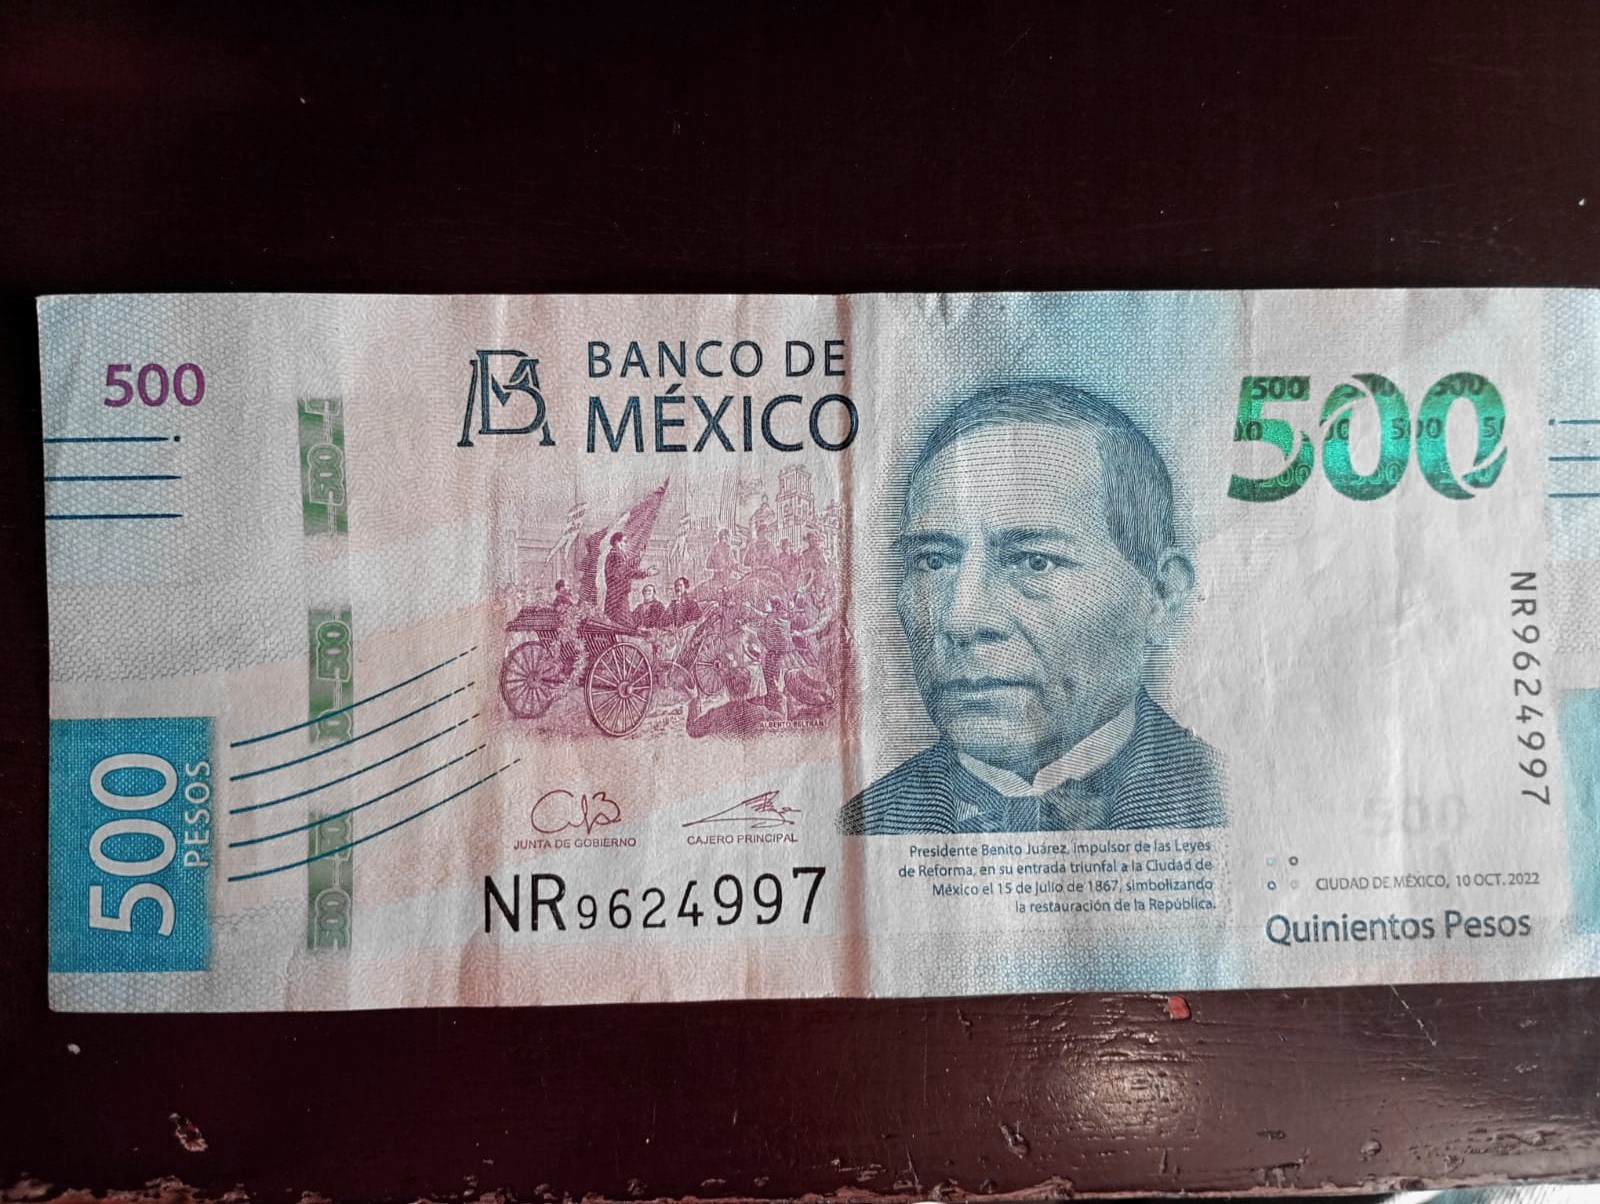 500
BANCO DE
MÉXICO
500
NR9624997
ALBERTO BELTRÁN
500
PESOS
JUNTA DE GOBIERNO
CAJERO PRINCIPAL
NR9624997
Presidente Benito Juárez, impulsor de las Leyes
de Reforma, en su entrada triunfal a la Ciudad de
México el 15 de julio de 1867, simbolizando
la restauración de la República.
CIUDAD DE MÉXICO, 10 OCT. 2022
Quinientos Pesos